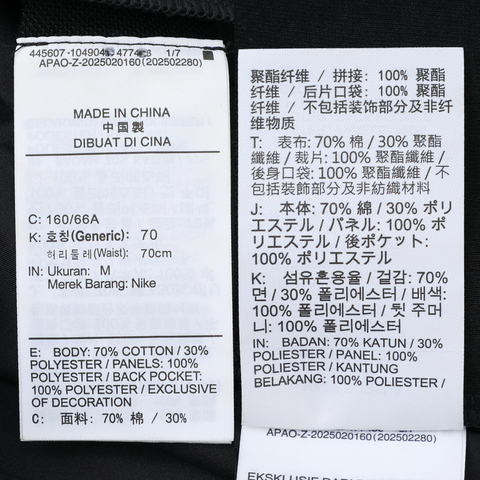 445607-104904 4774 1/7
APAO-Z-2025020160(202502280)
MADE IN CHINA
中国製
DIBUAT DI CINA
C: 160/66A
K: 호칭(Generic): 70
허리둘레(Waist): 70cm
IN: Ukuran: M
Merek Barang: Nike
E: BODY: 70% COTTON / 30%
POLYESTER / PANELS: 100%
POLYESTER / BACK POCKET:
100% POLYESTER / EXCLUSIVE
OF DECORATION
C: 面料: 70% 棉 / 30%
聚酯纤维 / 拼接: 100% 聚酯
纤维 / 后片口袋: 100% 聚酯
纤维 / 不包括装饰部分及非纤
维物质
T: 表布: 70% 棉 / 30% 聚酯
纖維 / 裁片: 100% 聚酯纖維 /
後身口袋: 100% 聚酯纖維 / 不
包括装飾部分及非紡織材料
J: 本体: 70% 綿 / 30% ポリ
エステル / パネル: 100% ポ
リエステル / 後ポケット:
100% ポリエステル
K: 섬유혼용율 / 겉감: 70%
면 / 30% 폴리에스터 / 배색:
100% 폴리에스터 / 뒷 주머
니: 100% 폴리에스터
IN: BADAN: 70% KATUN / 30%
POLIESTER / PANEL: 100%
POLIESTER / KANTUNG
BELAKANG: 100% POLIESTER /
APAO-Z-2025020160(202502280)